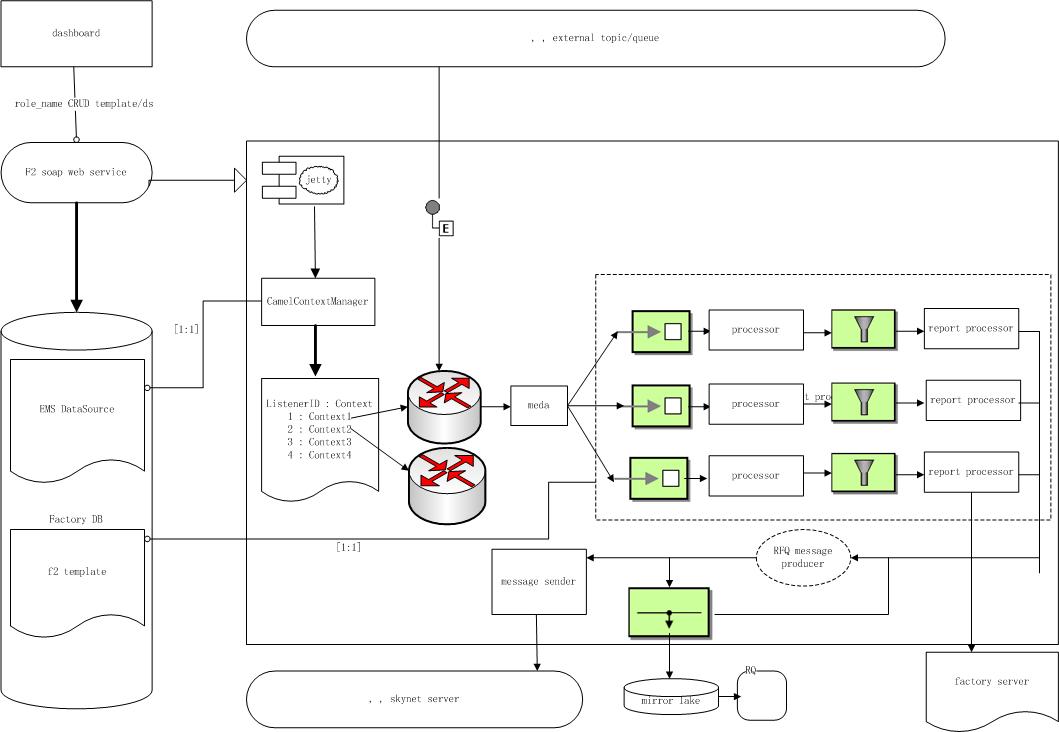 dashboard
, , external topic/queue
role_name CRUD template/ds
F2 soap web service
jetty
E
CamelContextManager
[1:1]
EMS DataSource
ListenerID : Context
1 : Context1
2 : Context2
3 : Context3
4 : Context4
meda
processor
report processor
processor
t pro
report processor
processor
report processor
Factory DB
f2 template
[1:1]
message sender
RFQ message
producer
, , skynet server
mirror lake
RQ
factory server